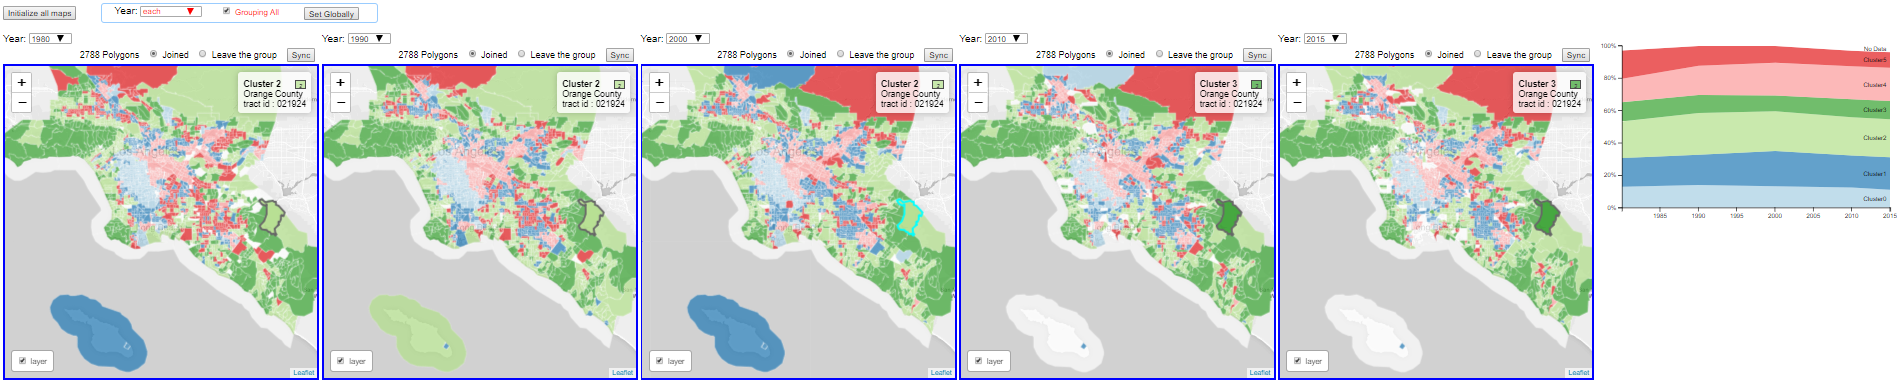 Initialize all maps
Year: each ▼
Grouping All
Set Globally
Year: 1980 ▼
2788 Polygons Joined Leave the group Sync
+
−
Cluster 2
Orange County
tract id : 021924
layer
Leaflet
Year: 1990 ▼
2788 Polygons Joined Leave the group Sync
+
−
Cluster 2
Orange County
tract id : 021924
layer
Leaflet
Year: 2000 ▼
2788 Polygons Joined Leave the group Sync
+
−
Cluster 2
Orange County
tract id : 021924
layer
Leaflet
Year: 2010 ▼
2788 Polygons Joined Leave the group Sync
+
−
Cluster 3
Orange County
tract id : 021924
layer
Leaflet
Year: 2015 ▼
2788 Polygons Joined Leave the group Sync
+
−
Cluster 3
Orange County
tract id : 021924
layer
Leaflet
100%
80%
60%
40%
20%
0%
No Data
Cluster5
Cluster4
Cluster3
Cluster2
Cluster1
Cluster0
1985 1990 1995 2000 2005 2010 2015